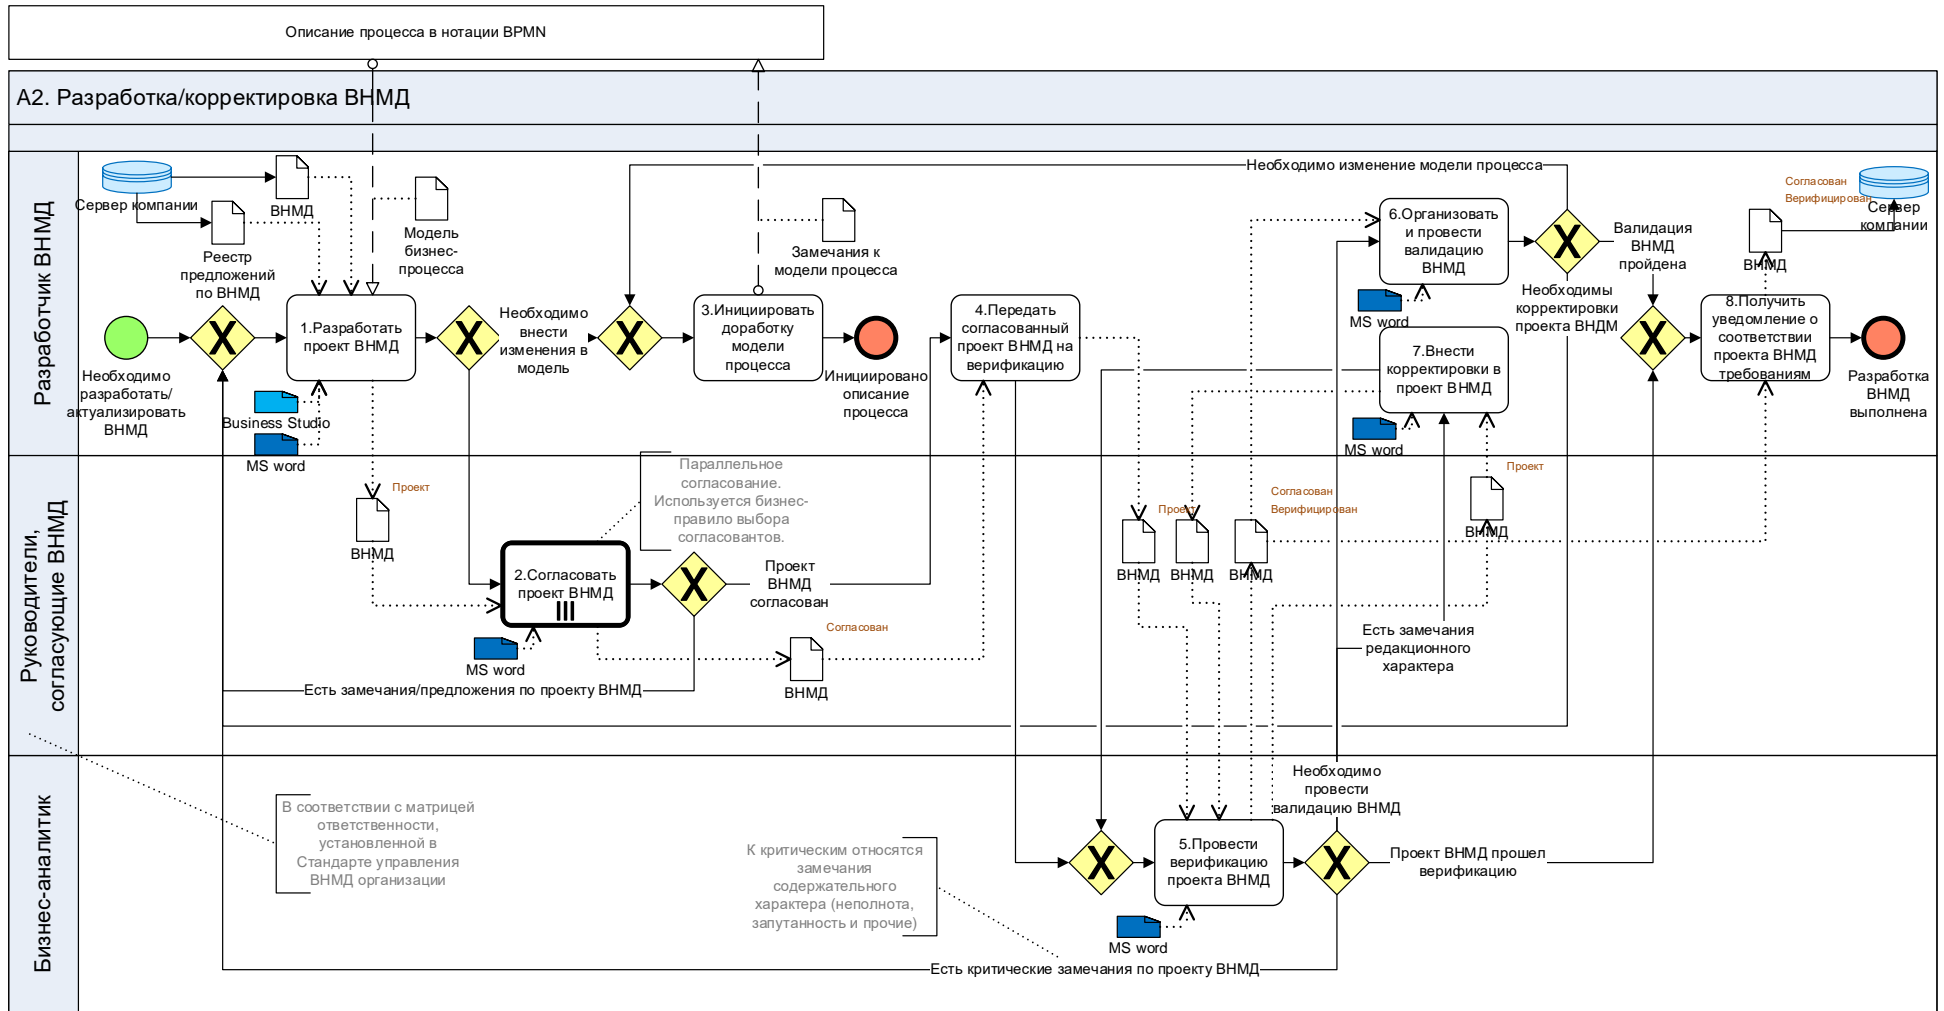 Описание процесса в нотации BPMN
A2. Разработка/корректировка ВНМД
Разработчик ВНМД
Сервер компании
ВНМД
Реестр
предложений
по ВНМД
Модель
бизнес-
процесса
Замечания к
модели процесса
Необходимо изменение модели процесса
Необходимо
разработать/
актуализировать
ВНМД
1.Разработать
проект ВНМД
Business Studio
MS word
Необходимо
внести
изменения в
модель
3.Инициировать
доработку
модели
процесса
Инициировано
описание
процесса
4.Передать
согласованный
проект ВНМД на
верификацию
6.Организовать
и провести
валидацию
ВНМД
MS word
7.Внести
корректировки в
проект ВНМД
MS word
Валидация
ВНМД
пройдена
Необходимы
корректировки
проекта ВНДМ
Согласован
Верифицирован
Сервер
компании
ВНМД
8.Получить
уведомление о
соответствии
проекта ВНМД
требованиям
Разработка
ВНМД
выполнена
Руководители,
согласующие ВНМД
Проект
ВНМД
Параллельное
согласование.
Используется бизнес-
правило выбора
согласовантов.
2.Согласовать
проект ВНМД
MS word
Проект
ВНМД
согласован
Согласован
ВНМД
Есть замечания/предложения по проекту ВНМД
Проект
ВНМД
ВНМД
Согласован
Верифицирован
ВНМД
Проект
ВНМД
Есть замечания
редакционного
характера
Бизнес-аналитик
В соответствии с матрицей
ответственности,
установленной в
Стандарте управления
ВНМД организации
К критическим относятся
замечания
содержательного
характера (неполнота,
запутанность и прочие)
Необходимо
провести
валидацию ВНМД
5.Провести
верификацию
проекта ВНМД
MS word
Проект ВНМД прошел
верификацию
Есть критические замечания по проекту ВНМД